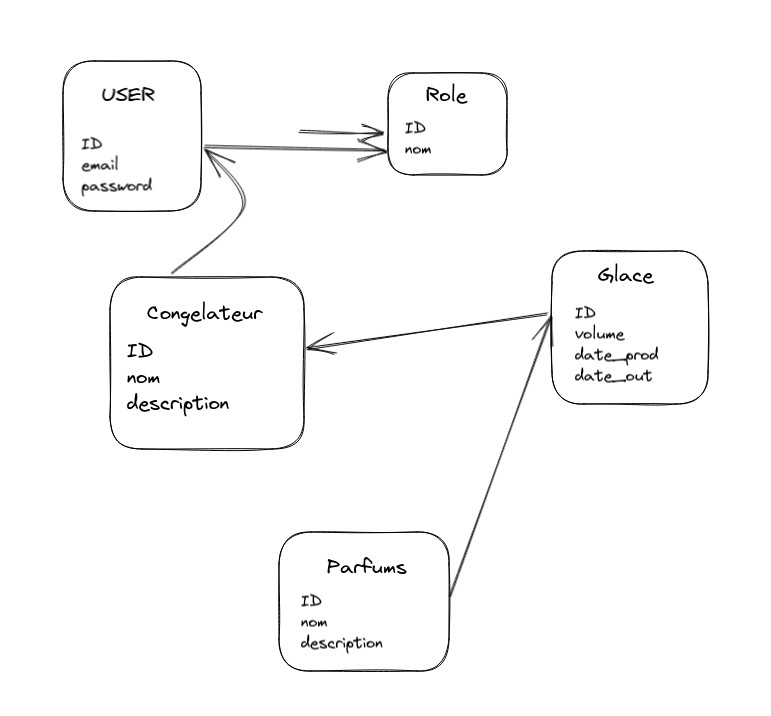 USER
ID
email
password
Role
ID
nom
Congelateur
ID
nom
description
Glace
ID
volume
date_prod
date_out
Parfums
ID
nom
description